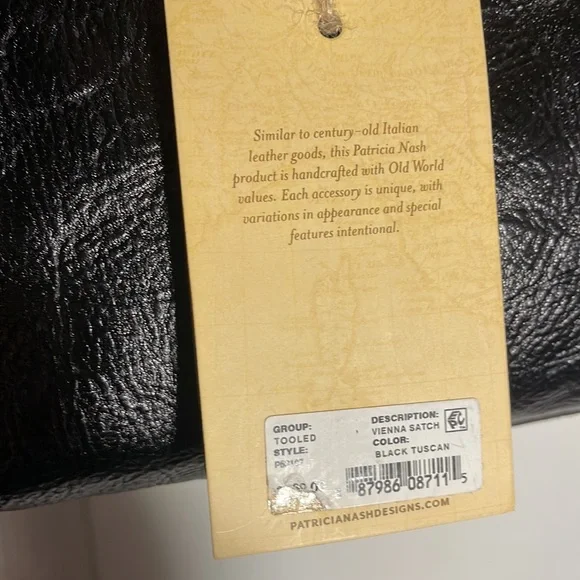 Similar to century-old Italian
leather goods, this Patricia Nash
product is handcrafted with Old World
values. Each accessory is unique, with
variations in appearance and special
features intentional.
GROUP:
TOOLED
STYLE:
DESCRIPTION:
VIENNA SATCH
COLOR:
BLACK TUSCAN
87986 08711 5
PATRICIANASHDESIGNS.COM